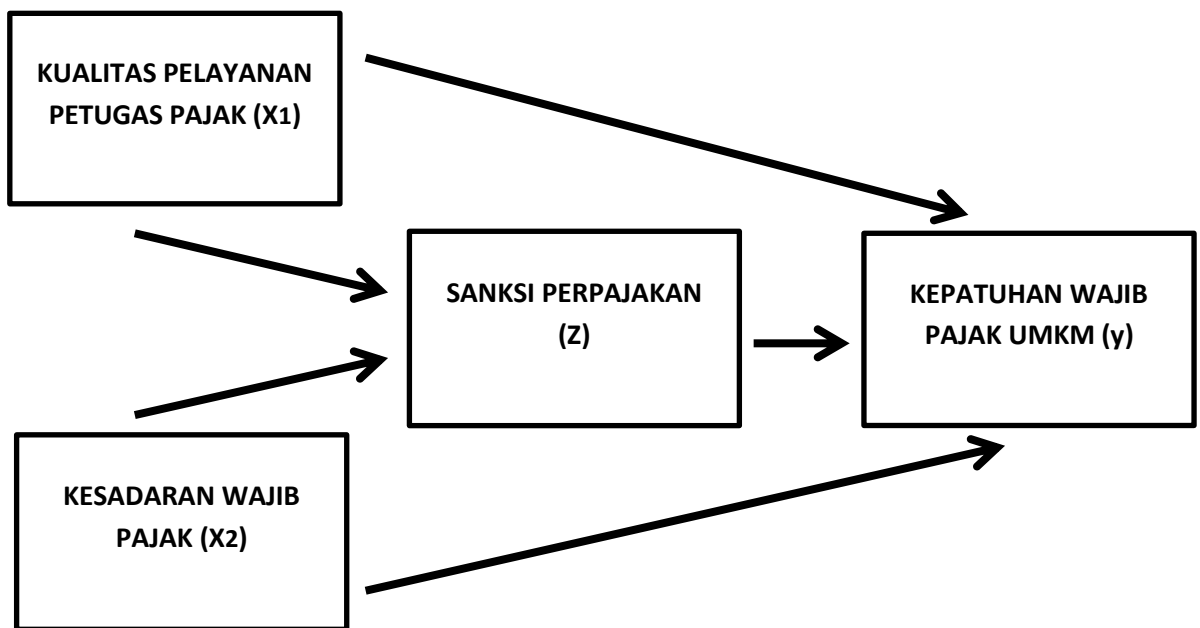 KUALITAS PELAYANAN
PETUGAS PAJAK (X1)
SANKSI PERPAJAKAN
(Z)
KEPATUHAN WAJIB
PAJAK UMKM (y)
KESADARAN WAJIB
PAJAK (X2)